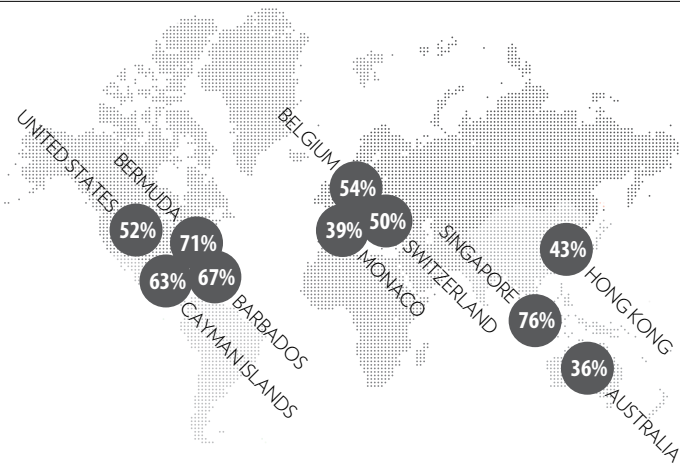 UNITED STATES
52%
BERMUDA
71%
63%
CAYMAN ISLANDS
67%
BARBADOS
BELGIUM
54%
39%
MONACO
50%
SWITZERLAND
SINGAPORE
76%
43%
HONG KONG
36%
AUSTRALIA